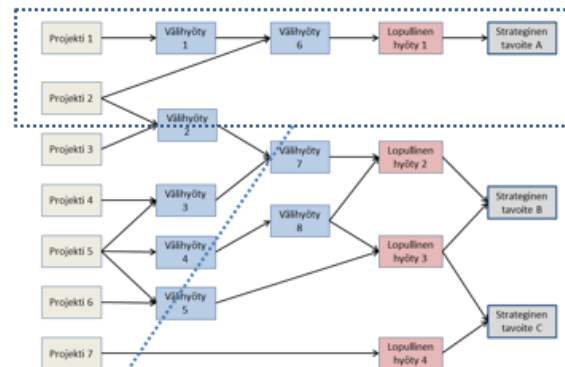 Projekti 1
Välihyöty
1
Välihyöty
6
Lopullinen
hyöty 1
Strateginen
tavoite A
Projekti 2
Välihyöty
2
Projekti 3
Välihyöty
7
Lopullinen
hyöty 2
Projekti 4
Välihyöty
3
Strateginen
tavoite B
Välihyöty
8
Projekti 5
Välihyöty
4
Lopullinen
hyöty 3
Projekti 6
Välihyöty
5
Strateginen
tavoite C
Projekti 7
Lopullinen
hyöty 4